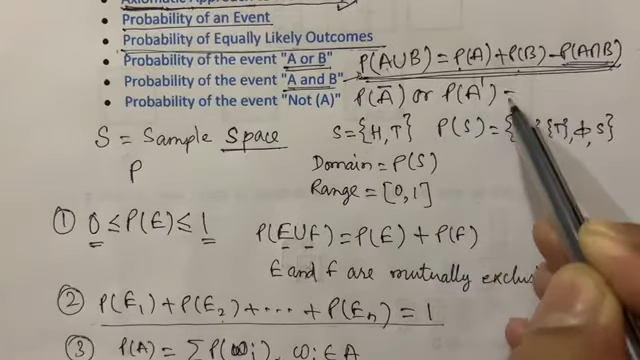 • Probability of an Event
• Probability of Equally Likely Outcomes
• Probability of the event "A or B" P(A∪B) = P(A) + P(B) - P(A∩B)
• Probability of the event "A and B"
• Probability of the event "Not (A)" P(A̅) or P(A') =
S = Sample Space S = {H, T} P(S) = { {T}, ϕ, S}
P Domain = P(S)
Range = [0, 1]
① 0 ≤ P(E) ≤ 1 P(E∪F) = P(E) + P(F)
E and F are mutually
② P(E₁) + P(E₂) + ··· + P(Eₙ) = 1
③ P(A) = Σ P(ωi), ωi ∈ A